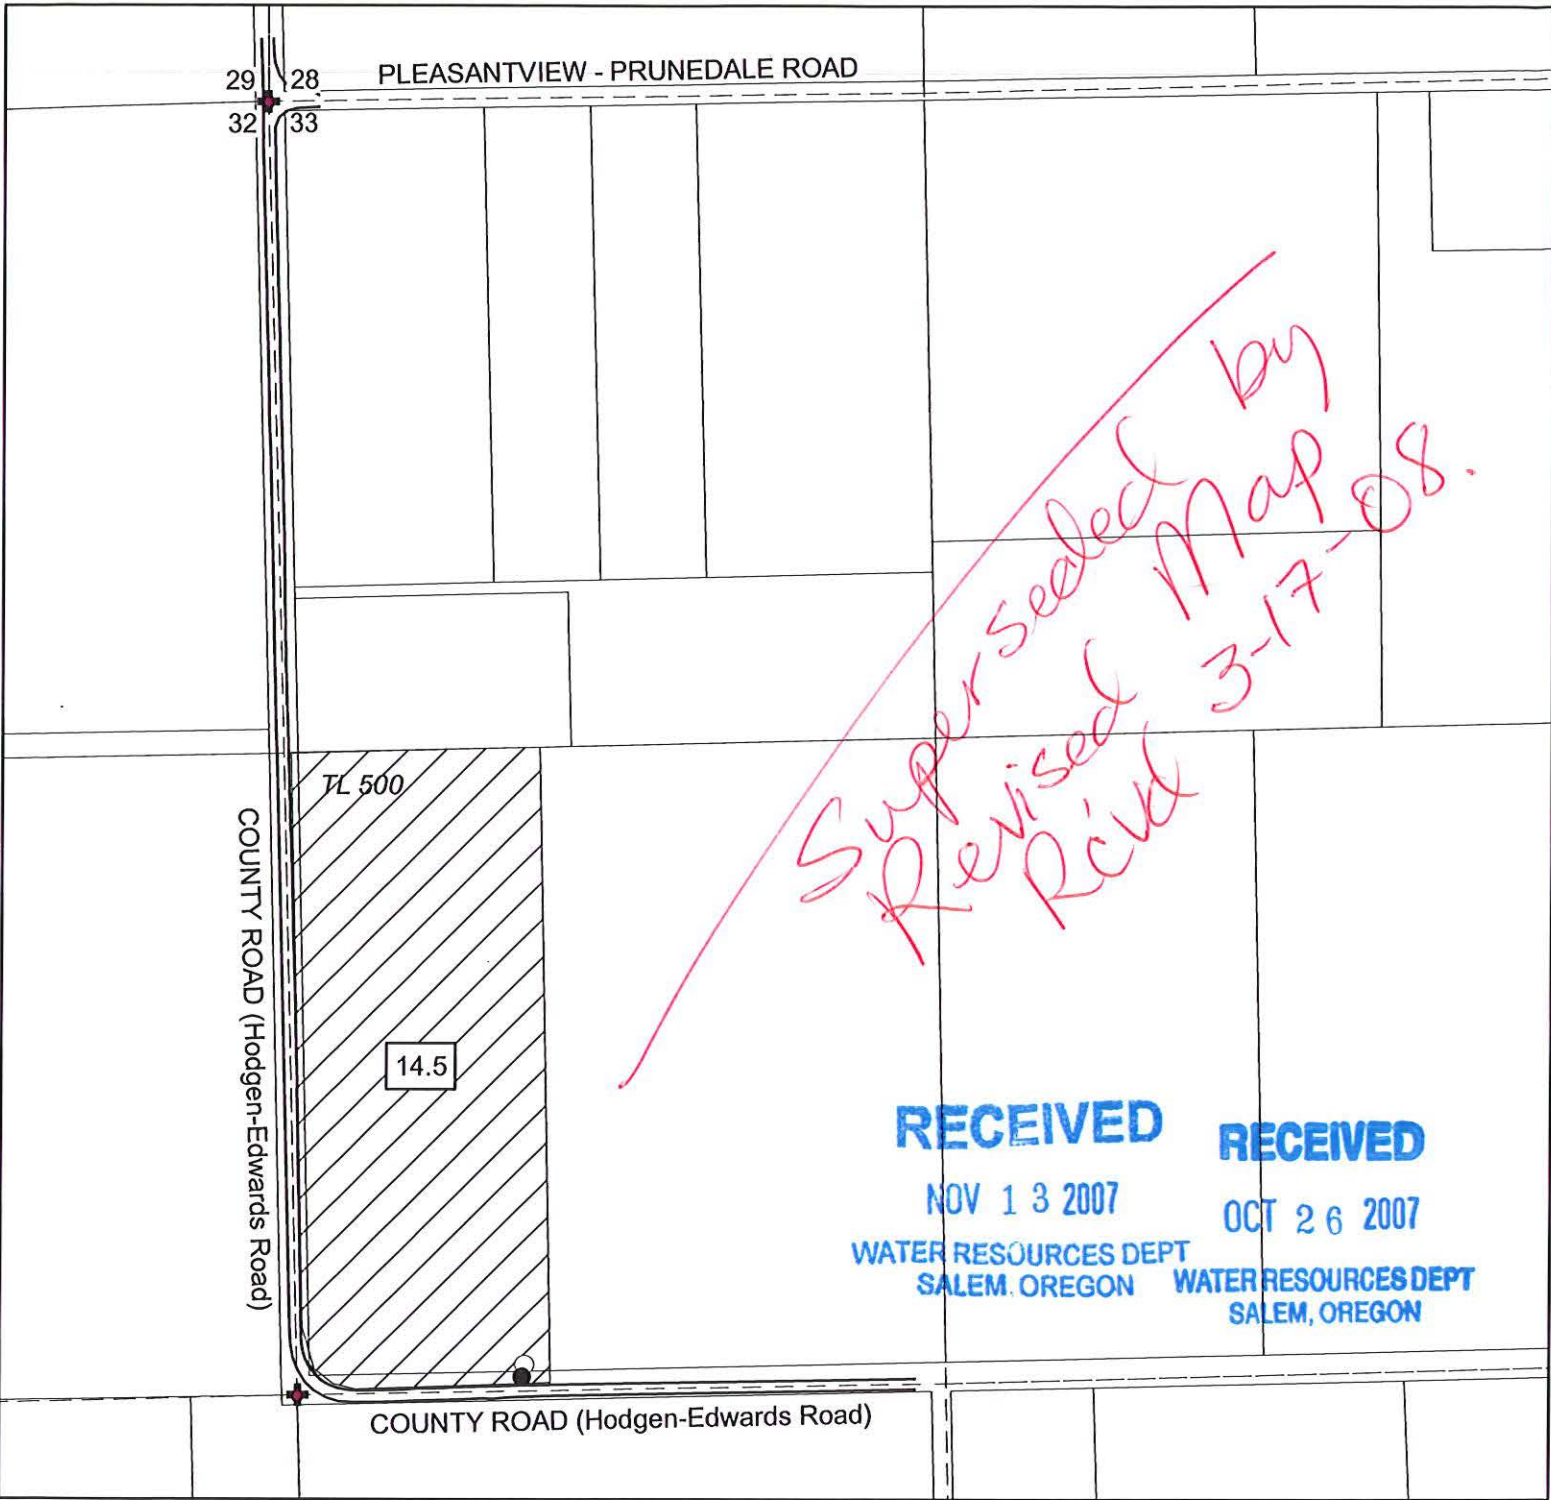 29 28
PLEASANTVIEW - PRUNEDALE ROAD
32 33
Superseded by
Revised Map
Rcvd 3-17-08.
TL 500
COUNTY ROAD (Hodgen-Edwards Road)
14.5
RECEIVED
NOV 13 2007
WATER RESOURCES DEPT
SALEM, OREGON
RECEIVED
OCT 26 2007
WATER RESOURCES DEPT
SALEM, OREGON
COUNTY ROAD (Hodgen-Edwards Road)